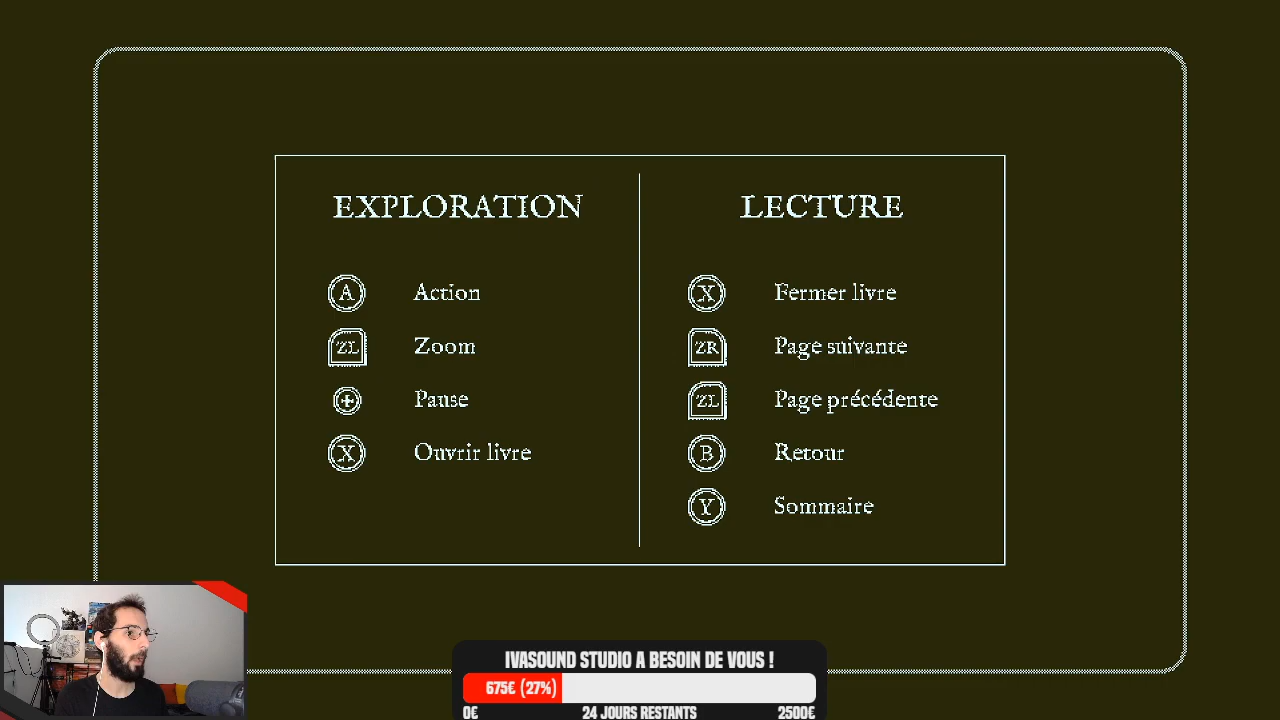 EXPLORATION
A Action
ZL Zoom
Pause
X Ouvrir livre
LECTURE
X Fermer livre
ZR Page suivante
ZL Page précédente
B Retour
Y Sommaire
IVASOUND STUDIO A BESOIN DE VOUS !
675€ (27%)
0€ 24 JOURS RESTANTS 2500€